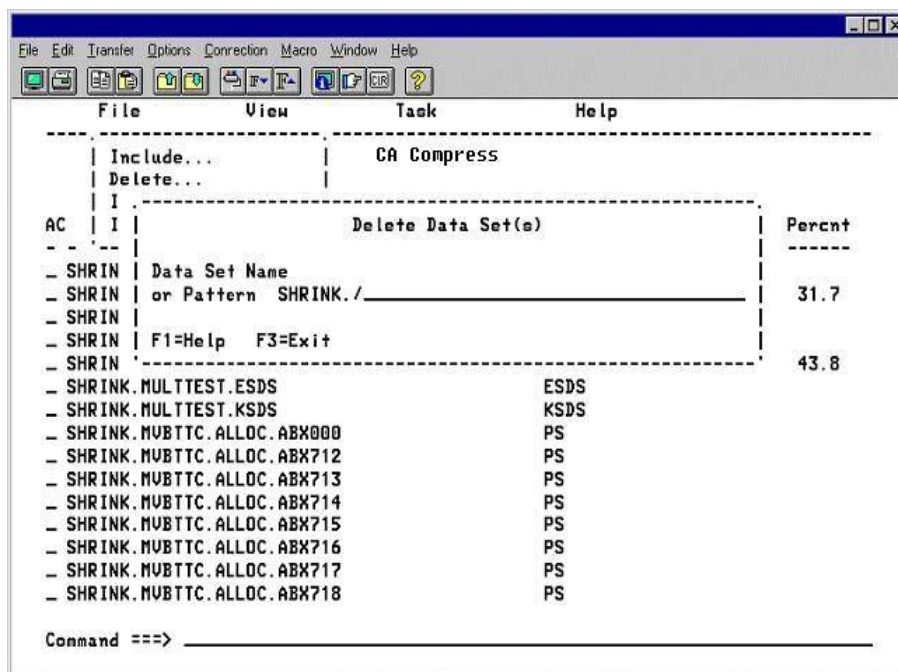 File Edit Transfer Options Connection Macro Window Help
CIR
File View Task Help
Include... CA Compress
Delete...
I
AC I Delete Data Set(s) Percnt
_ SHRIN Data Set Name
_ SHRIN or Pattern SHRINK./ 31.7
_ SHRIN
_ SHRIN F1=Help F3=Exit
_ SHRIN 43.8
_ SHRINK.MULTTEST.ESDS ESDS
_ SHRINK.MULTTEST.KSDS KSDS
_ SHRINK.MVBTTC.ALLOC.ABX000 PS
_ SHRINK.MVBTTC.ALLOC.ABX712 PS
_ SHRINK.MVBTTC.ALLOC.ABX713 PS
_ SHRINK.MVBTTC.ALLOC.ABX714 PS
_ SHRINK.MVBTTC.ALLOC.ABX715 PS
_ SHRINK.MVBTTC.ALLOC.ABX716 PS
_ SHRINK.MVBTTC.ALLOC.ABX717 PS
_ SHRINK.MVBTTC.ALLOC.ABX718 PS
Command ===>